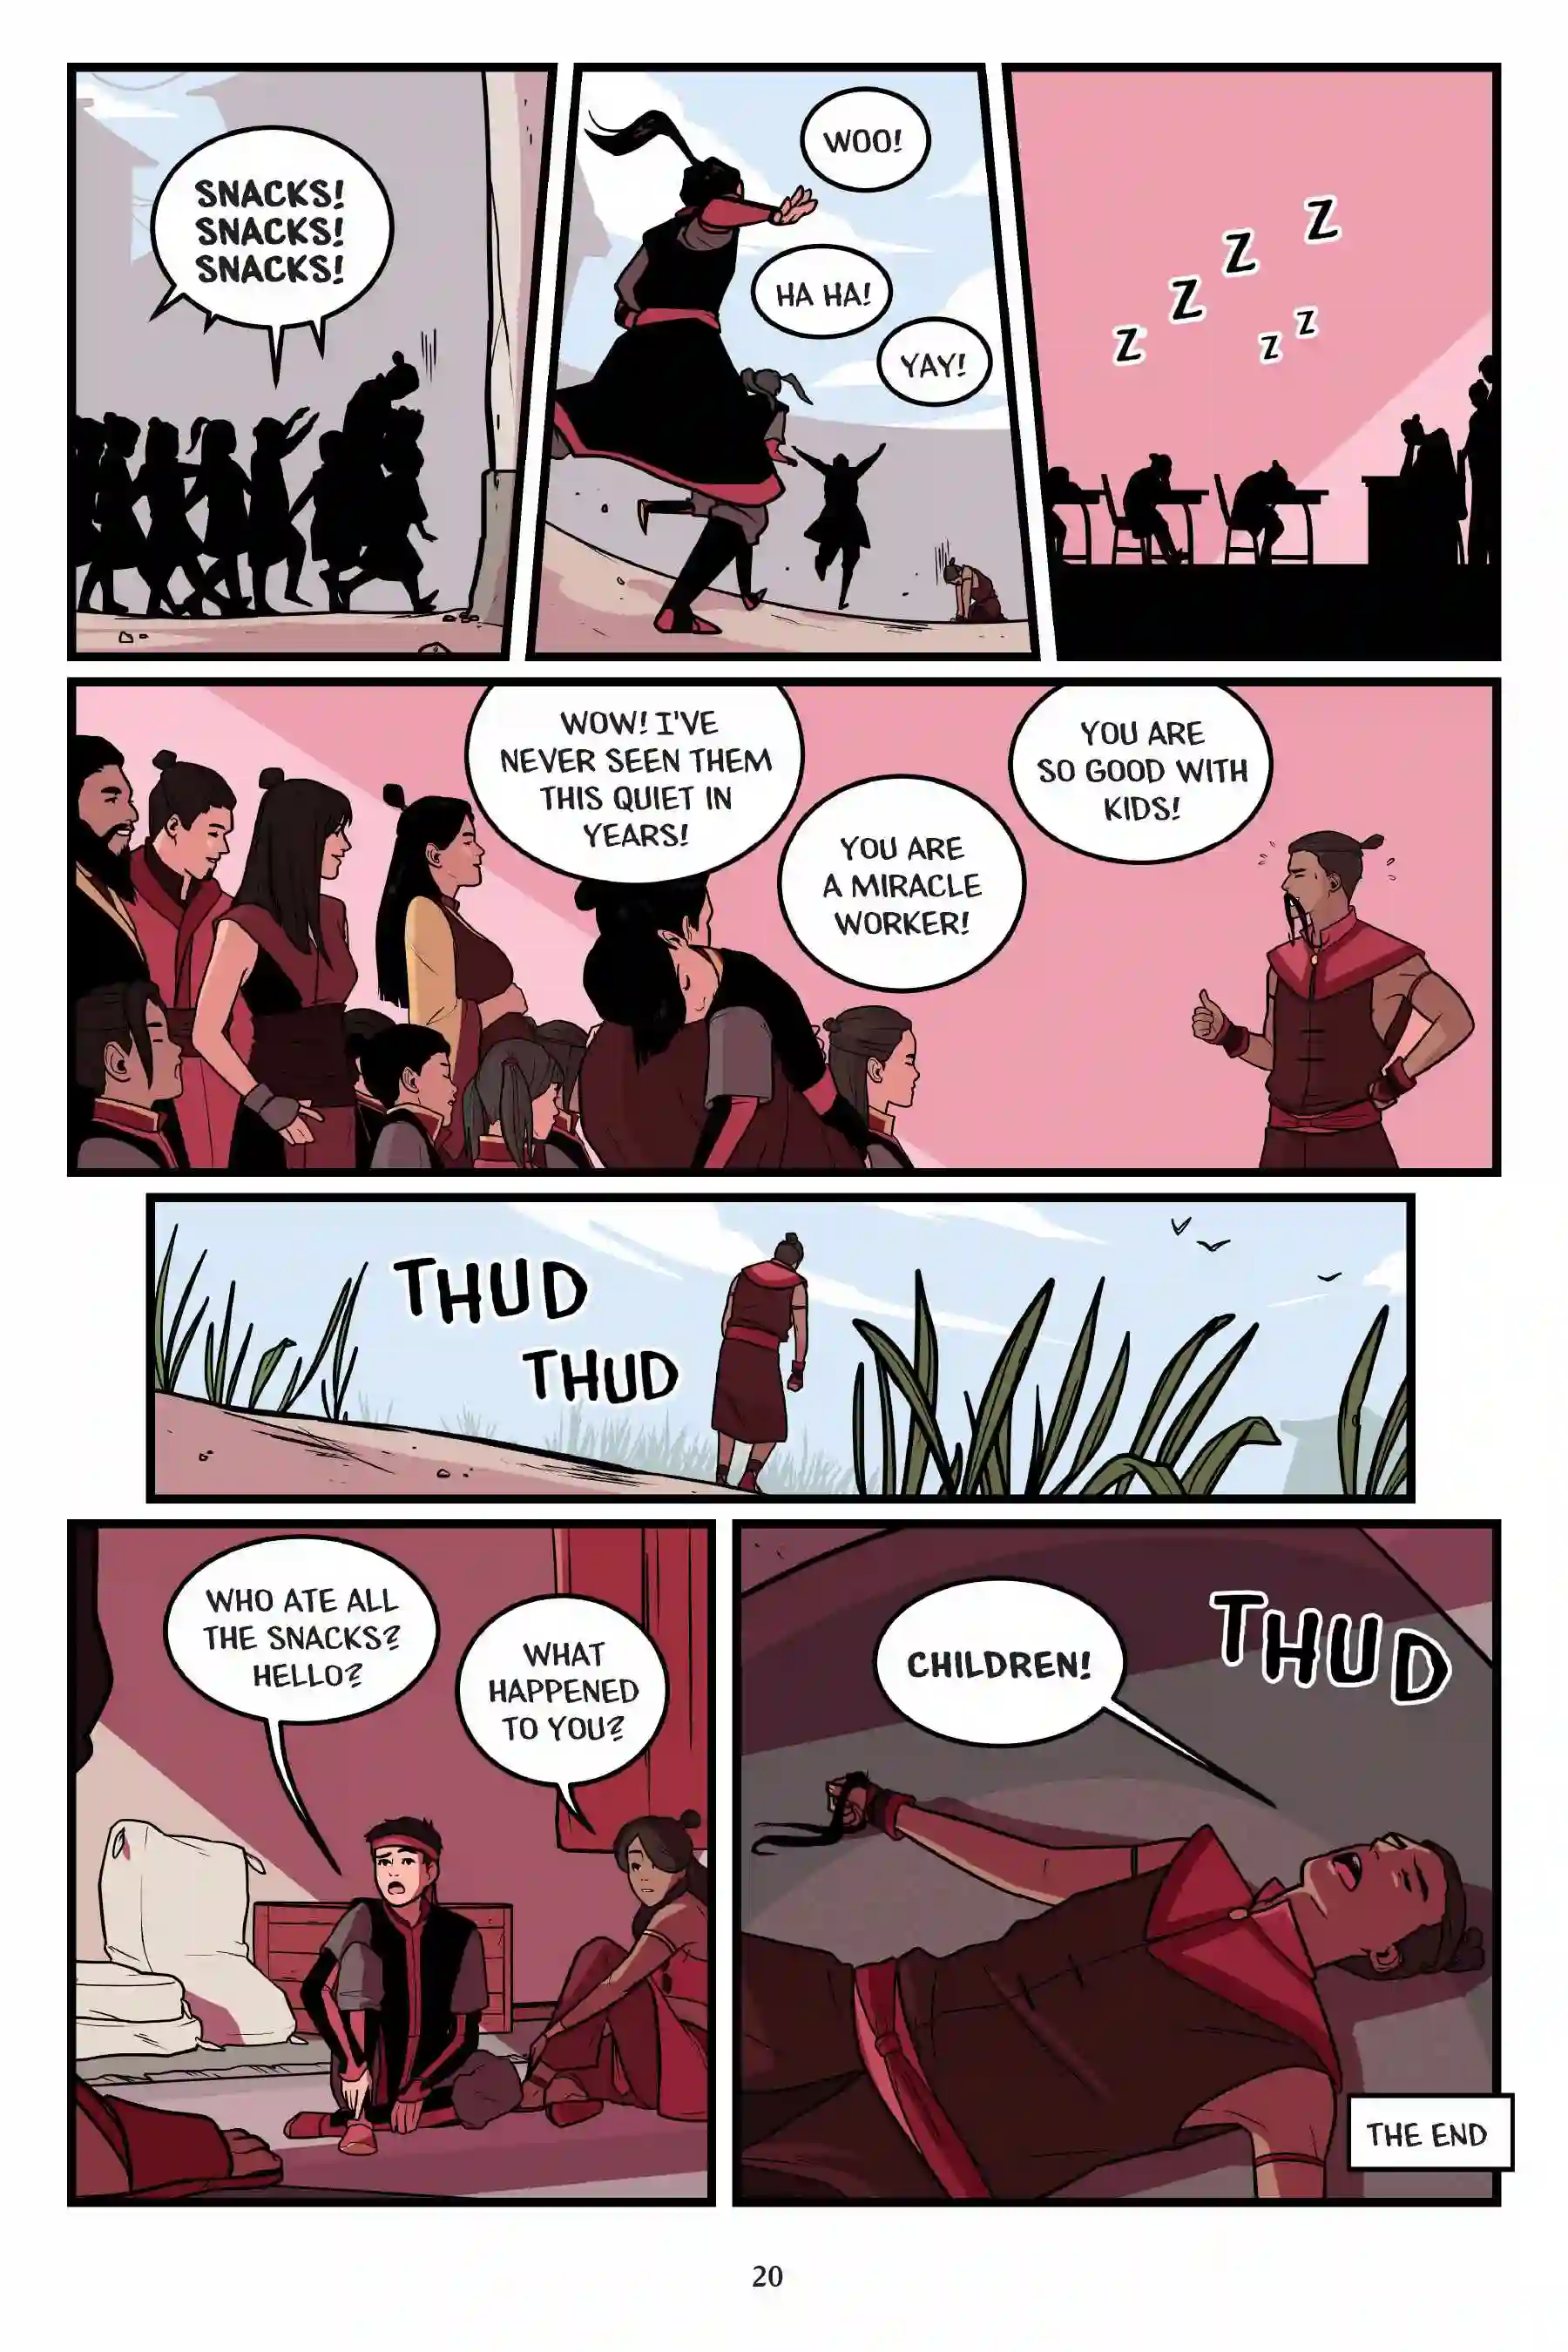 SNACKS!
SNACKS!
SNACKS!
WOO!
HA HA!
YAY!
Z
Z
Z
Z
Z
Z
WOW! I'VE
NEVER SEEN THEM
THIS QUIET IN
YEARS!
YOU ARE
A MIRACLE
WORKER!
YOU ARE
SO GOOD WITH
KIDS!
THUD
THUD
WHO ATE ALL
THE SNACKS?
HELLO?
WHAT
HAPPENED
TO YOU?
CHILDREN!
THUD
THE END
20